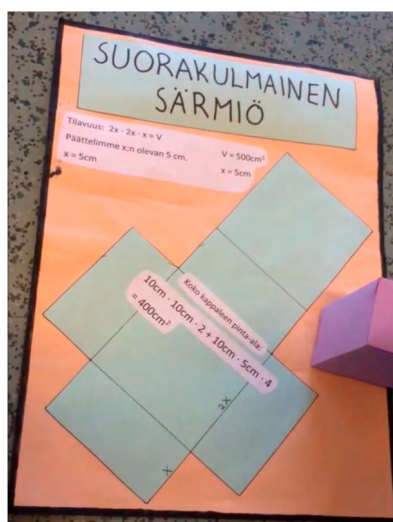 SUORAKULMAINEN
SÄRMIÖ
Tilavuus: 2x · 2x · x = V
Päättelimme x:n olevan 5 cm.
x = 5cm
V = 500cm³
x = 5cm
Koko kappaleen pinta-ala:
10cm · 10cm · 2 + 10cm · 5cm · 4
= 400cm²
2x
x